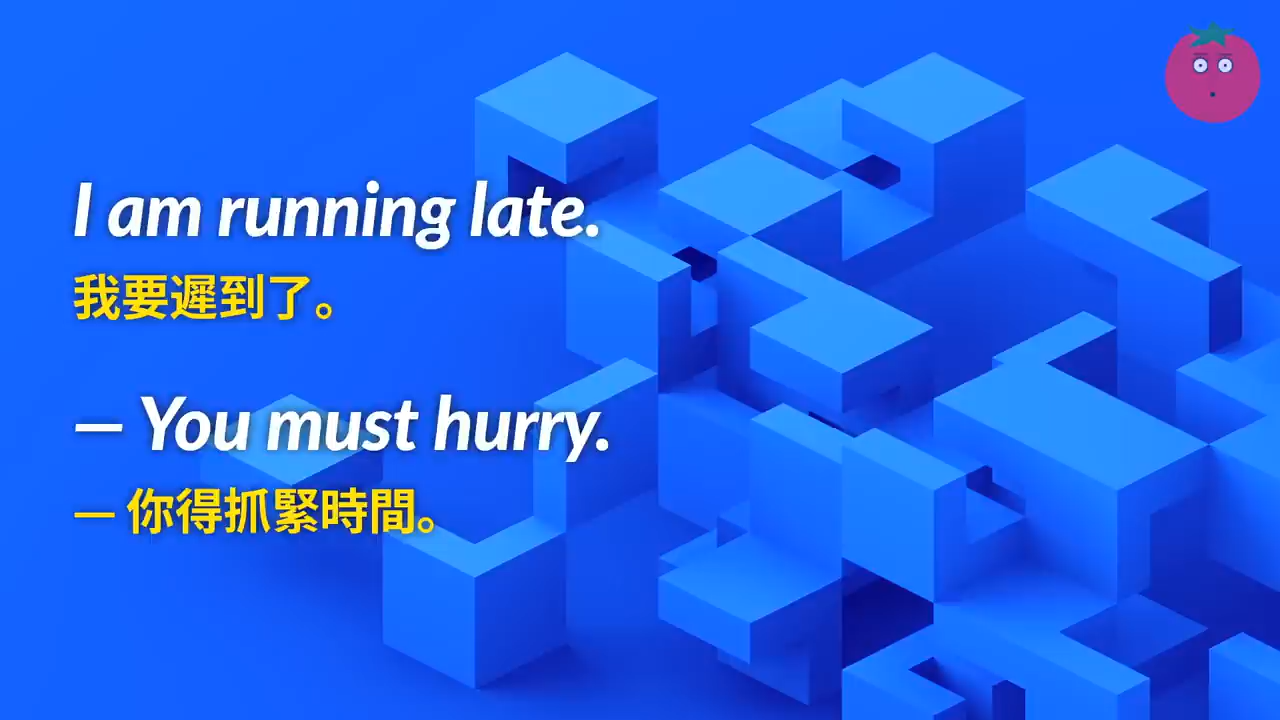 I am running late.
我要遲到了。
— You must hurry.
— 你得抓緊時間。